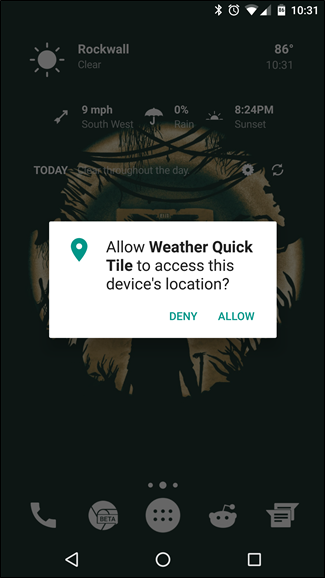 10:31
Rockwall 86°
Clear 10:31
9 mph 0% 8:24PM
South West Rain Sunset
TODAY - Clear throughout the day.
Allow Weather Quick
Tile to access this
device's location?
DENY ALLOW
BETA